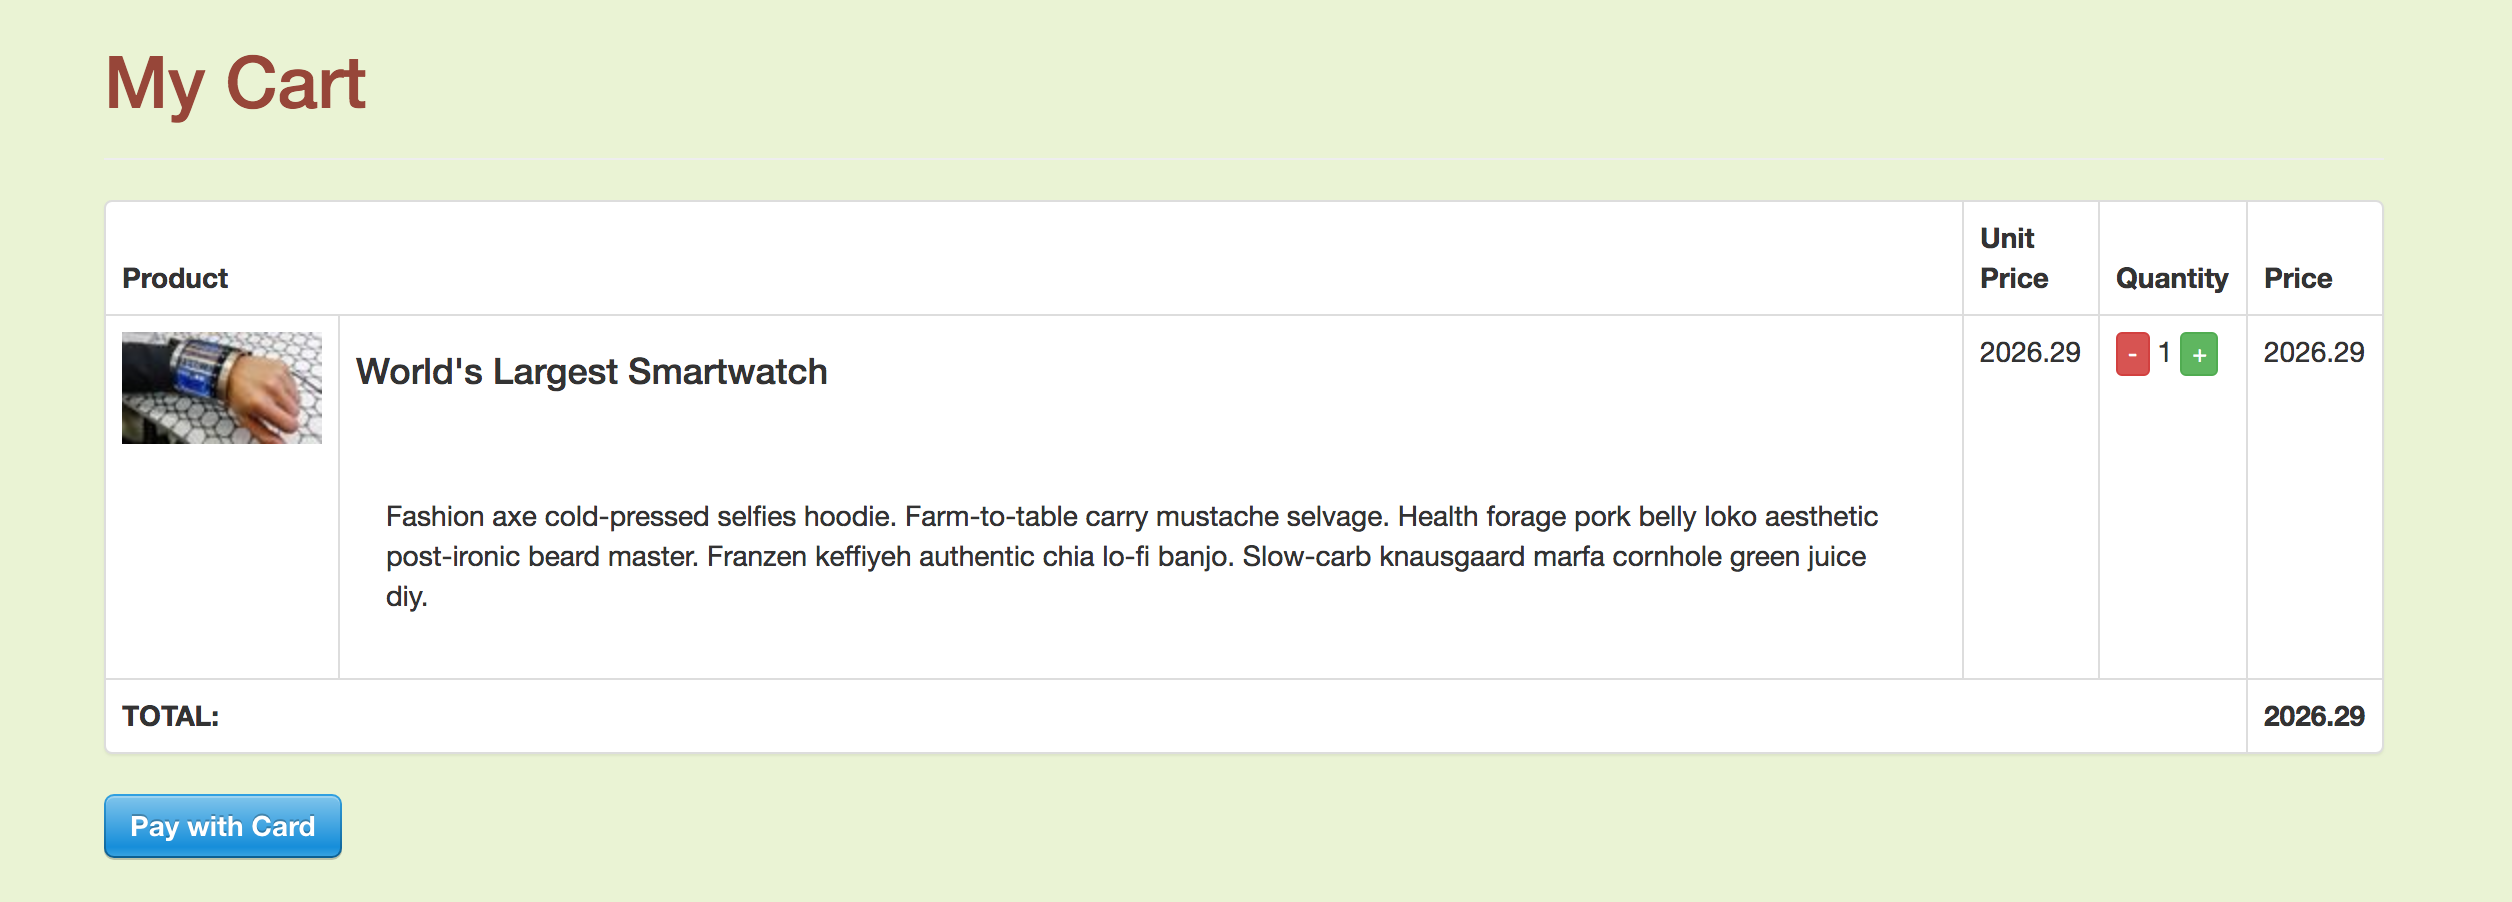 My Cart
Product
Unit
Price
Quantity
Price
World's Largest Smartwatch
2026.29
- 1 +
2026.29
Fashion axe cold-pressed selfies hoodie. Farm-to-table carry mustache selvage. Health forage pork belly loko aesthetic
post-ironic beard master. Franzen keffiyeh authentic chia lo-fi banjo. Slow-carb knausgaard marfa cornhole green juice
diy.
TOTAL:
2026.29
Pay with Card